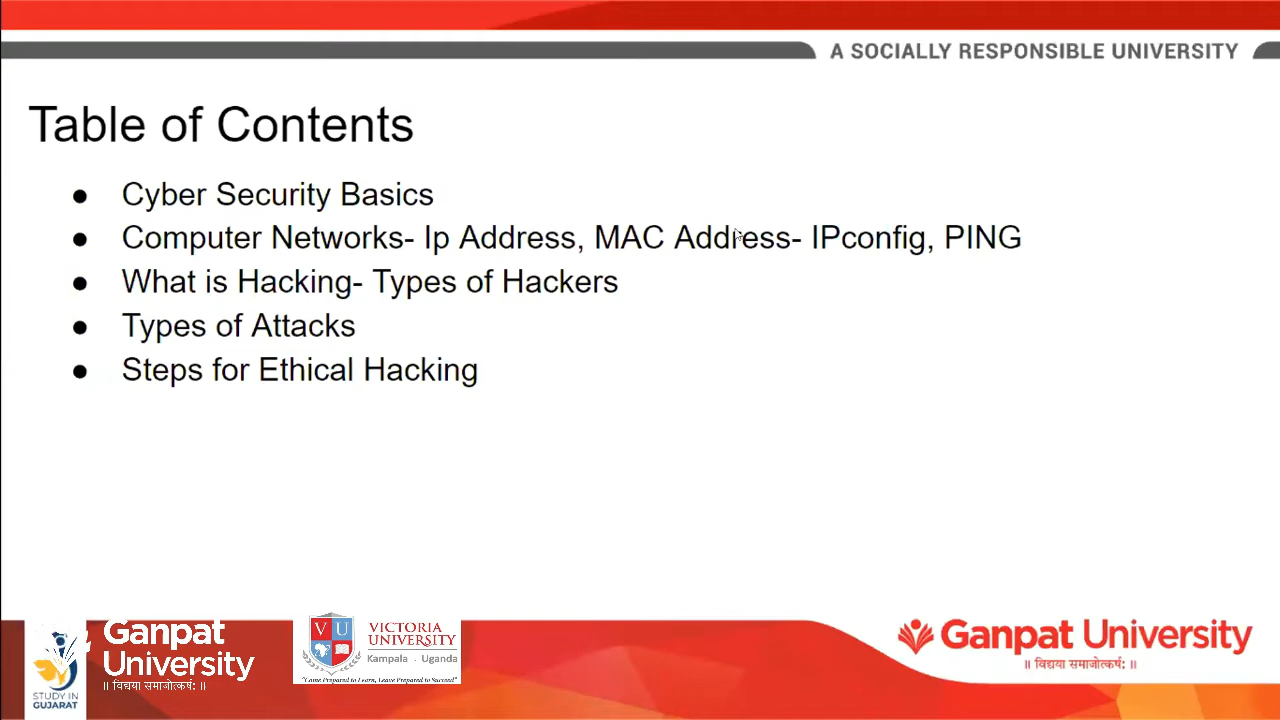 A SOCIALLY RESPONSIBLE UNIVERSITY
Table of Contents
● Cyber Security Basics
● Computer Networks- Ip Address, MAC Address- IPconfig, PING
● What is Hacking- Types of Hackers
● Types of Attacks
● Steps for Ethical Hacking
STUDY IN
GUJARAT
Ganpat
University
॥ विद्यया समाजोत्कर्षः ॥
V U
VICTORIA
UNIVERSITY
Kampala . Uganda
"Come Prepared to Learn, Leave Prepared to Succeed"
Ganpat University
॥ विद्यया समाजोत्कर्षः ॥